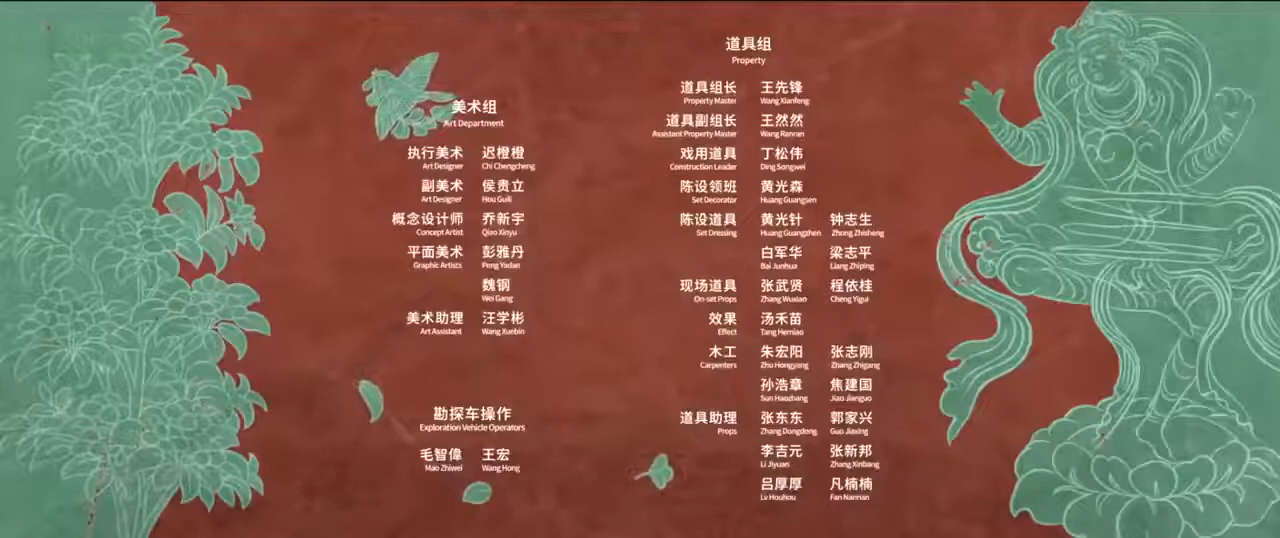 美术组
Art Department
执行美术 迟橙橙
Art Designer Chi Chengcheng
副美术 侯贵立
Art Designer Hou Guili
概念设计师 乔新宇
Concept Artist Qiao Xinyu
平面美术 彭雅丹
Graphic Artists Peng Yadan
魏钢
Wei Gang
美术助理 汪学彬
Art Assistant Wang Xuebin
勘探车操作
Exploration Vehicle Operators
毛智偉 王宏
Mao Zhiwei Wang Hong
道具组
Property
道具组长 王先锋
Property Master Wang Xianfeng
道具副组长 王然然
Assistant Property Master Wang Ranran
戏用道具 丁松伟
Construction Leader Ding Songwei
陈设领班 黄光森
Set Decorator Huang Guangsen
陈设道具 黄光针 钟志生
Set Dressing Huang Guangzhen Zhong Zhisheng
白军华 梁志平
Bai Junhua Liang Zhiping
现场道具 张武贤 程依桂
On-set Props Zhang Wuxian Cheng Yigui
效果 汤禾苗
Effect Tang Hemiao
木工 朱宏阳 张志刚
Carpenters Zhu Hongyang Zhang Zhigang
孙浩章 焦建国
Sun Haozhang Jiao Jianguo
道具助理 张东东 郭家兴
Props Zhang Dongdong Guo Jiaxing
李吉元 张新邦
Li Jiyuan Zhang Xinbang
吕厚厚 凡楠楠
Lv Houhou Fan Nannan